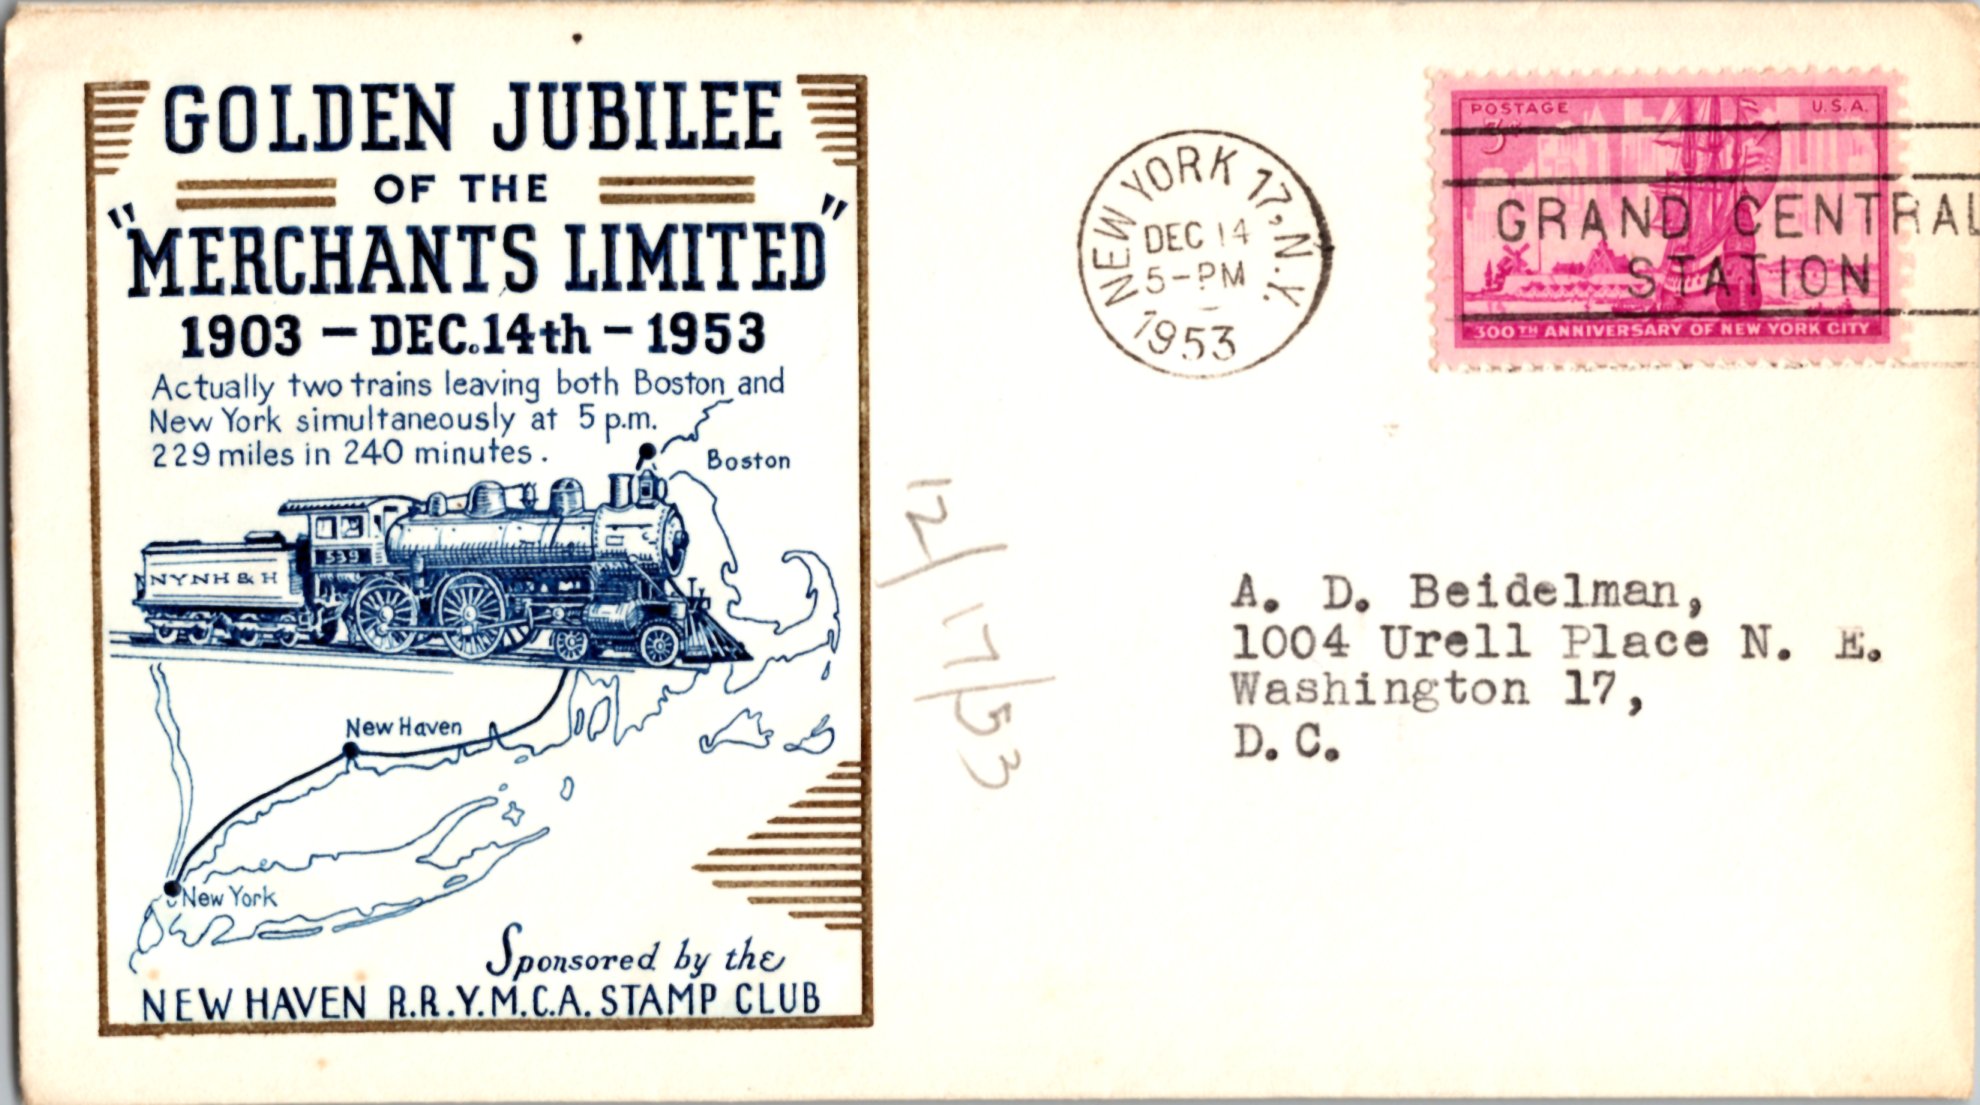 GOLDEN JUBILEE
OF THE
"MERCHANTS LIMITED"
1903 — DEC. 14th — 1953
Actually two trains leaving both Boston and
New York simultaneously at 5 p.m.
229 miles in 240 minutes.
Boston
539
NYNH & H
New Haven
New York
Sponsored by the
NEW HAVEN R.R.Y.M.C.A. STAMP CLUB
12/17/53
NEW YORK 17, N.Y.
DEC 14
5-PM
1953
POSTAGE U.S.A.
3¢
GRAND CENTRAL
STATION
300TH ANNIVERSARY OF NEW YORK CITY
A. D. Beidelman,
1004 Urell Place N. E.
Washington 17,
D.C.